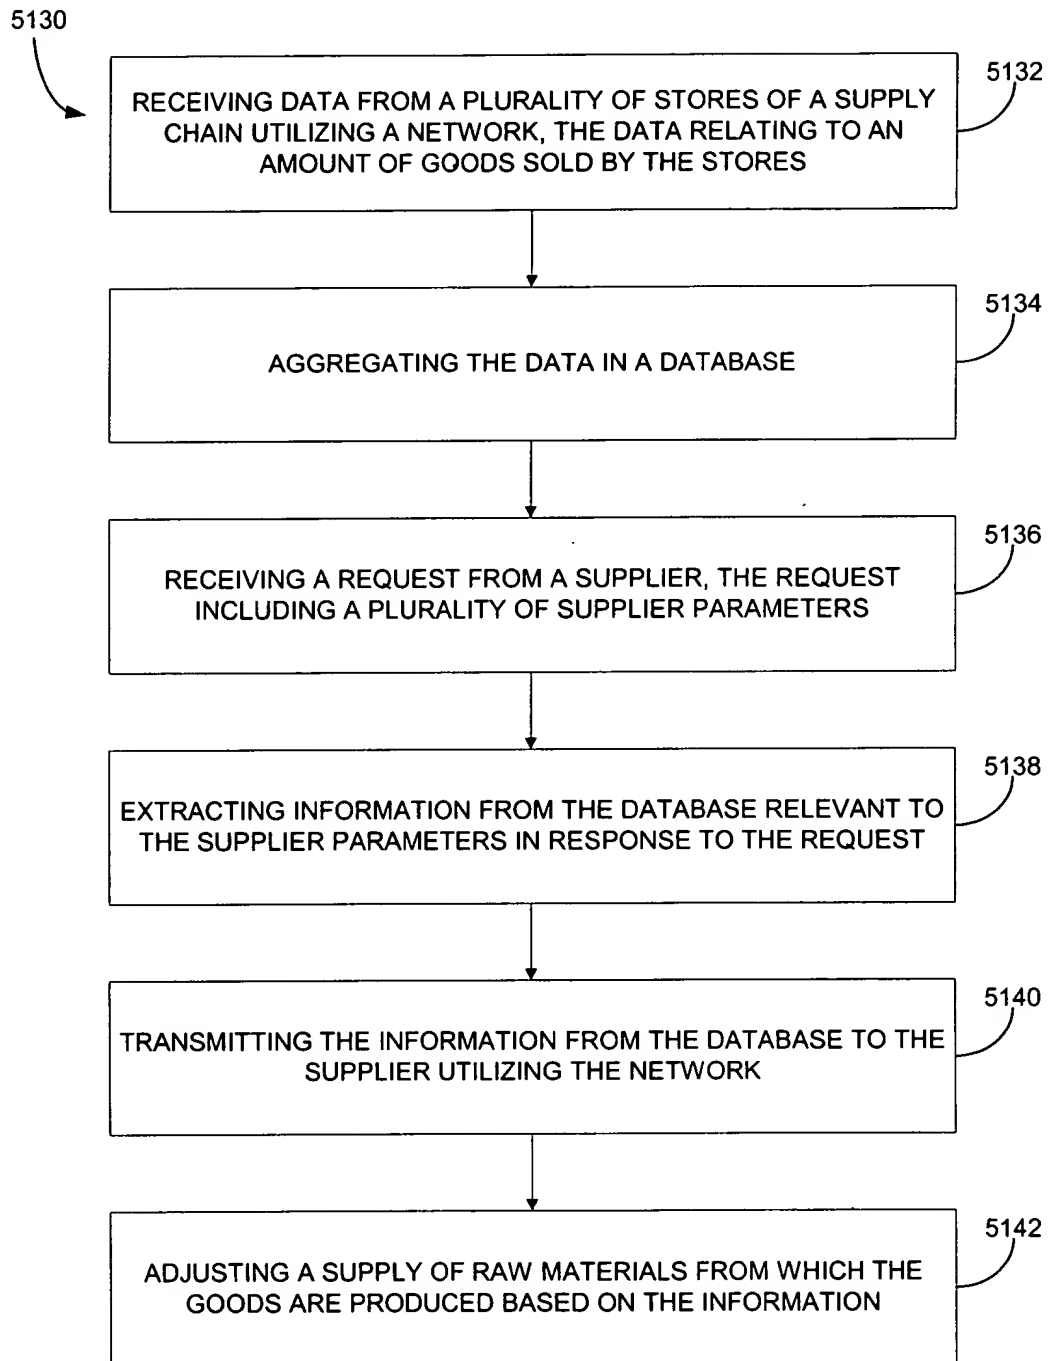 5130
RECEIVING DATA FROM A PLURALITY OF STORES OF A SUPPLY
CHAIN UTILIZING A NETWORK, THE DATA RELATING TO AN
AMOUNT OF GOODS SOLD BY THE STORES
5132
AGGREGATING THE DATA IN A DATABASE
5134
RECEIVING A REQUEST FROM A SUPPLIER, THE REQUEST
INCLUDING A PLURALITY OF SUPPLIER PARAMETERS
5136
EXTRACTING INFORMATION FROM THE DATABASE RELEVANT TO
THE SUPPLIER PARAMETERS IN RESPONSE TO THE REQUEST
5138
TRANSMITTING THE INFORMATION FROM THE DATABASE TO THE
SUPPLIER UTILIZING THE NETWORK
5140
ADJUSTING A SUPPLY OF RAW MATERIALS FROM WHICH THE
GOODS ARE PRODUCED BASED ON THE INFORMATION
5142